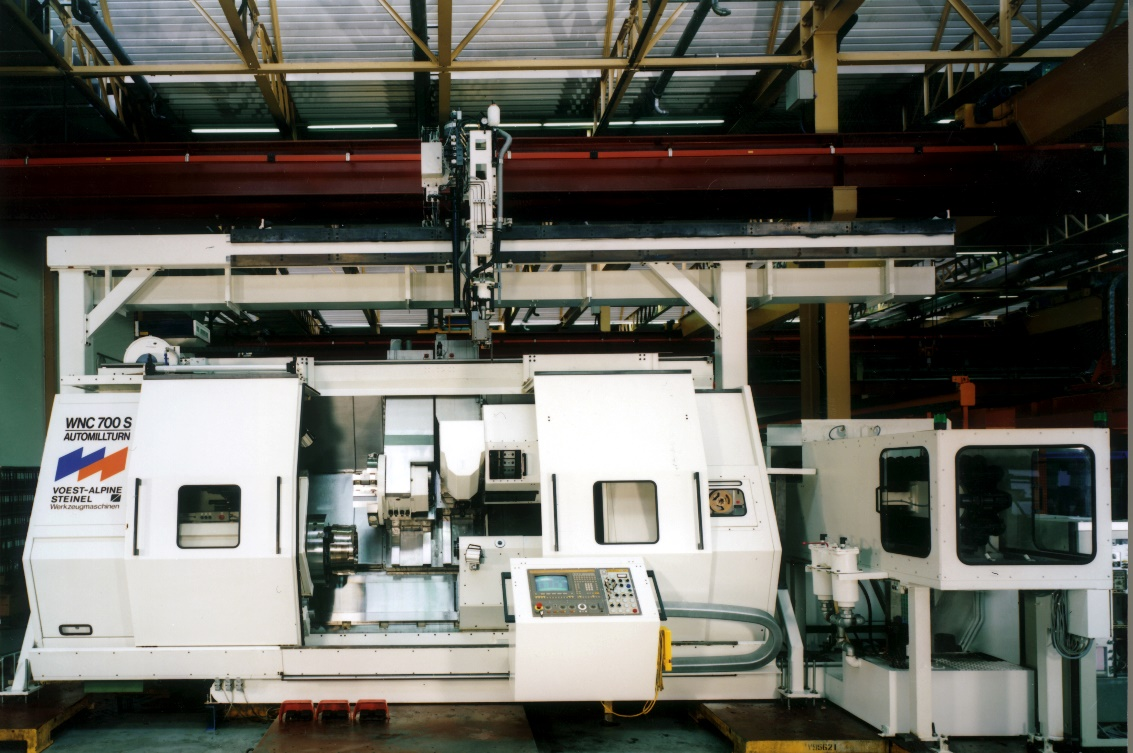 WNC 700 S
AUTOMILLTURN
VOEST-ALPINE
STEINEL
Werkzeugmaschinen